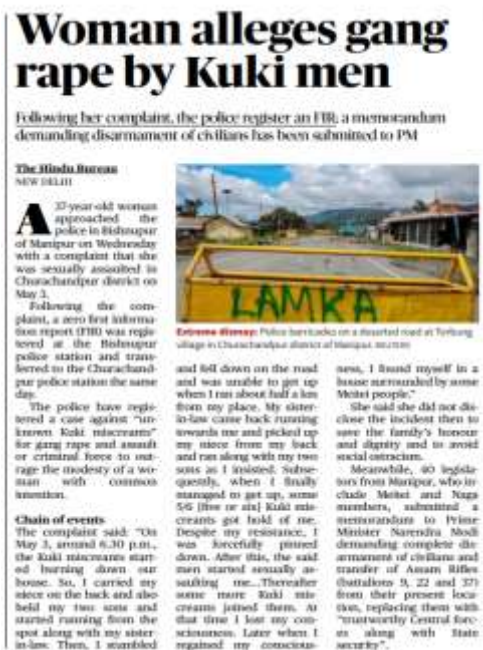 Woman alleges gang
rape by Kuki men
Following her complaint, the police register an FIR; a memorandum
demanding disarmament of civilians has been submitted to PM
The Hindu Bureau
NEW DELHI
A 37-year-old woman
approached the
police in Bishnupur
of Manipur on Wednesday
with a complaint that she
was sexually assaulted in
Churachandpur district on
May 3.
Following the com-
plaint, a zero first informa-
tion report (FIR) was regis-
tered at the Bishnupur
police station and trans-
ferred to the Churachand-
pur police station the same
day.
The police have regis-
tered a case against "un-
known Kuki miscreants"
for gang rape and assault
or criminal force to out-
rage the modesty of a wo-
man with common
intention.
Chain of events
The complaint said: "On
May 3, around 6.30 p.m.,
the Kuki miscreants start-
ed burning down our
house. So, I carried my
niece on the back and also
held my two sons and
started running from the
spot along with my sister-
in-law. Then, I stumbled
LAMKA
Extreme dismay: Police barricades on a deserted road at Torbung
village in Churachandpur district of Manipur. REUTERS
and fell down on the road
and was unable to get up
when I ran about half a km
from my place. My sister-
in-law came back running
towards me and picked up
my niece from my back
and ran along with my two
sons as I insisted. Subse-
quently, when I finally
managed to get up, some
5/6 [five or six] Kuki mis-
creants got hold of me.
Despite my resistance, I
was forcefully pinned
down. After this, the said
men started sexually as-
saulting me...Thereafter
some more Kuki mis-
creants joined them. At
that time I lost my con-
sciousness. Later when I
regained my conscious-
ness, I found myself in a
house surrounded by some
Meitei people."
She said she did not dis-
close the incident then to
save the family's honour
and dignity and to avoid
social ostracism.
Meanwhile, 40 legisla-
tors from Manipur, who in-
clude Meitei and Naga
members, submitted a
memorandum to Prime
Minister Narendra Modi
demanding complete dis-
armament of civilians and
transfer of Assam Rifles
(battalions 9, 22 and 37)
from their present loca-
tion, replacing them with
"trustworthy Central forc-
es along with State
security".